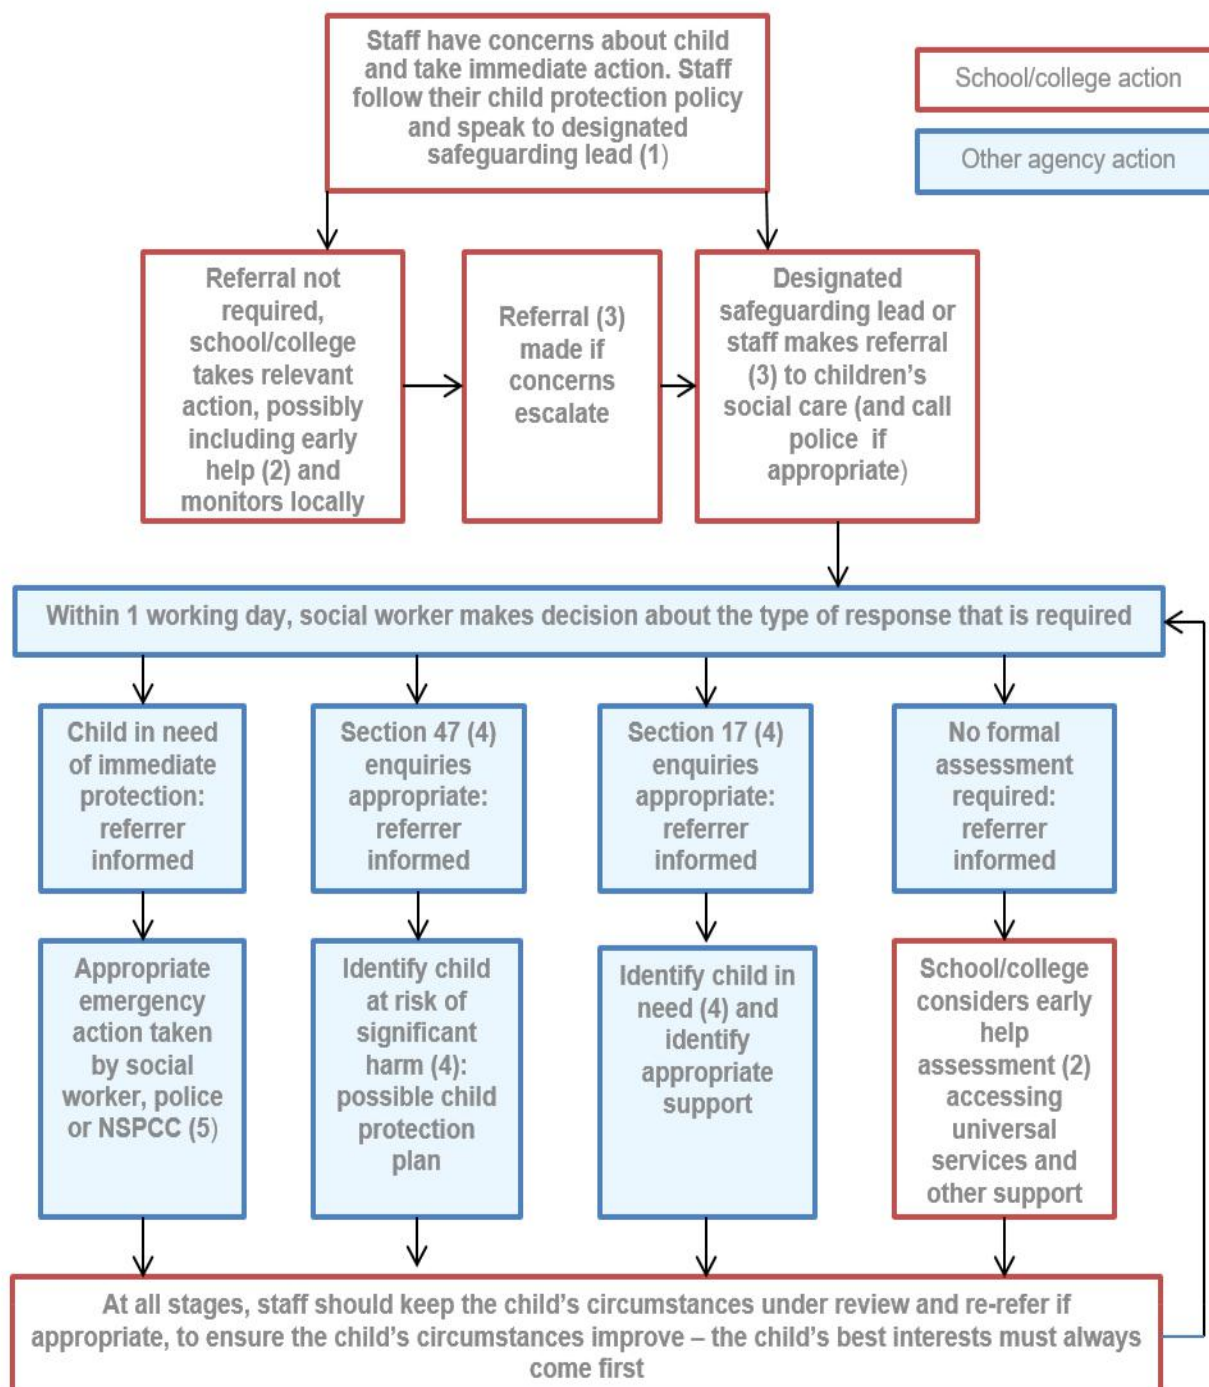 Staff have concerns about child
and take immediate action. Staff
follow their child protection policy
and speak to designated
safeguarding lead (1)
School/college action
Other agency action
Referral not
required,
school/college
takes relevant
action, possibly
including early
help (2) and
monitors locally
Referral (3)
made if
concerns
escalate
Designated
safeguarding lead or
staff makes referral
(3) to children’s
social care (and call
police if
appropriate)
Within 1 working day, social worker makes decision about the type of response that is required
Child in need
of immediate
protection:
referrer
informed
Section 47 (4)
enquiries
appropriate:
referrer
informed
Section 17 (4)
enquiries
appropriate:
referrer
informed
No formal
assessment
required:
referrer
informed
Appropriate
emergency
action taken
by social
worker, police
or NSPCC (5)
Identify child
at risk of
significant
harm (4):
possible child
protection
plan
Identify child in
need (4) and
identify
appropriate
support
School/college
considers early
help
assessment (2)
accessing
universal
services and
other support
At all stages, staff should keep the child’s circumstances under review and re-refer if
appropriate, to ensure the child’s circumstances improve – the child’s best interests must always
come first